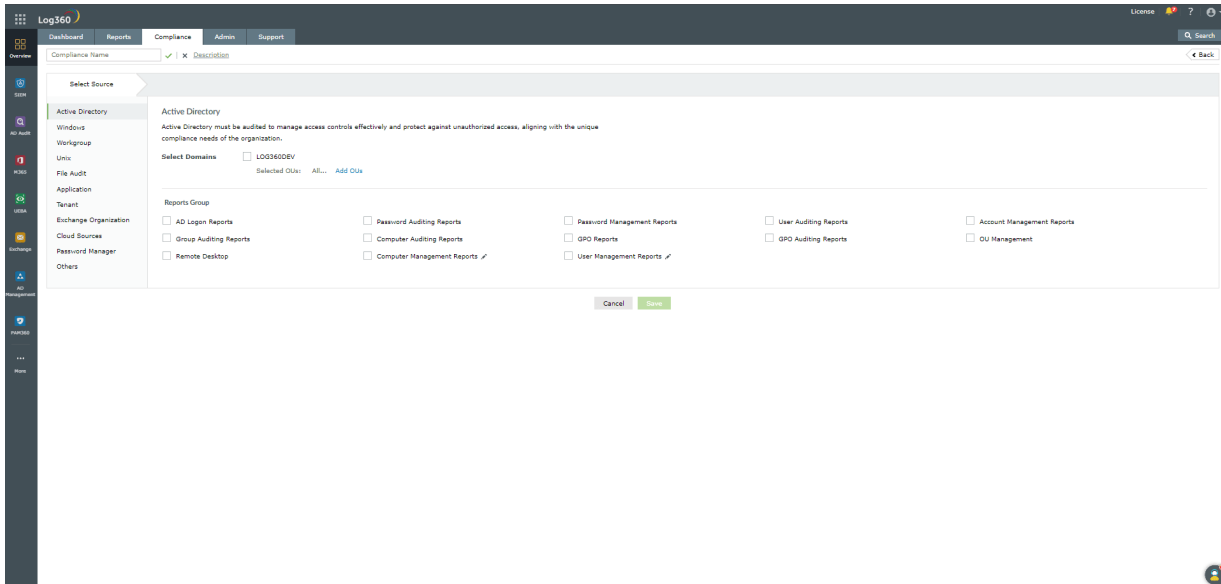 Log360
License
?
Dashboard Reports Compliance Admin Support
Search
Overview
Compliance Name
Description
Back
SIEM
AD Audit
M365
UEBA
Exchange
AD Management
PAM360
More
Select Source
Active Directory
Windows
Workgroup
Unix
File Audit
Application
Tenant
Exchange Organization
Cloud Sources
Password Manager
Others
Active Directory
Active Directory must be audited to manage access controls effectively and protect against unauthorized access, aligning with the unique
compliance needs of the organization.
Select Domains LOG360DEV
Selected OUs: All... Add OUs
Reports Group
AD Logon Reports Password Auditing Reports Password Management Reports User Auditing Reports Account Management Reports
Group Auditing Reports Computer Auditing Reports GPO Reports GPO Auditing Reports OU Management
Remote Desktop Computer Management Reports User Management Reports
Cancel Save